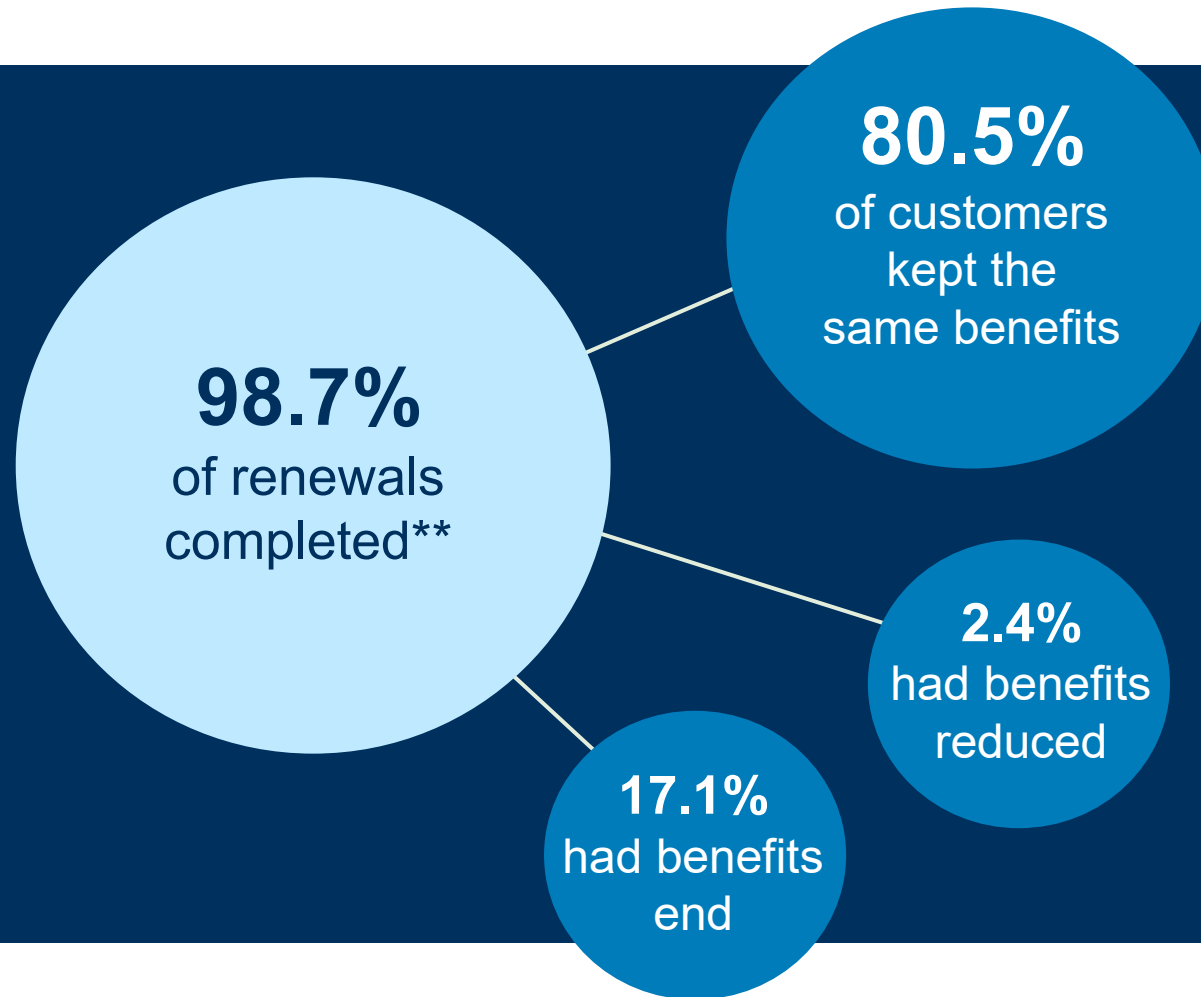 98.7%
of renewals
completed**
80.5%
of customers
kept the
same benefits
2.4%
had benefits
reduced
17.1%
had benefits
end